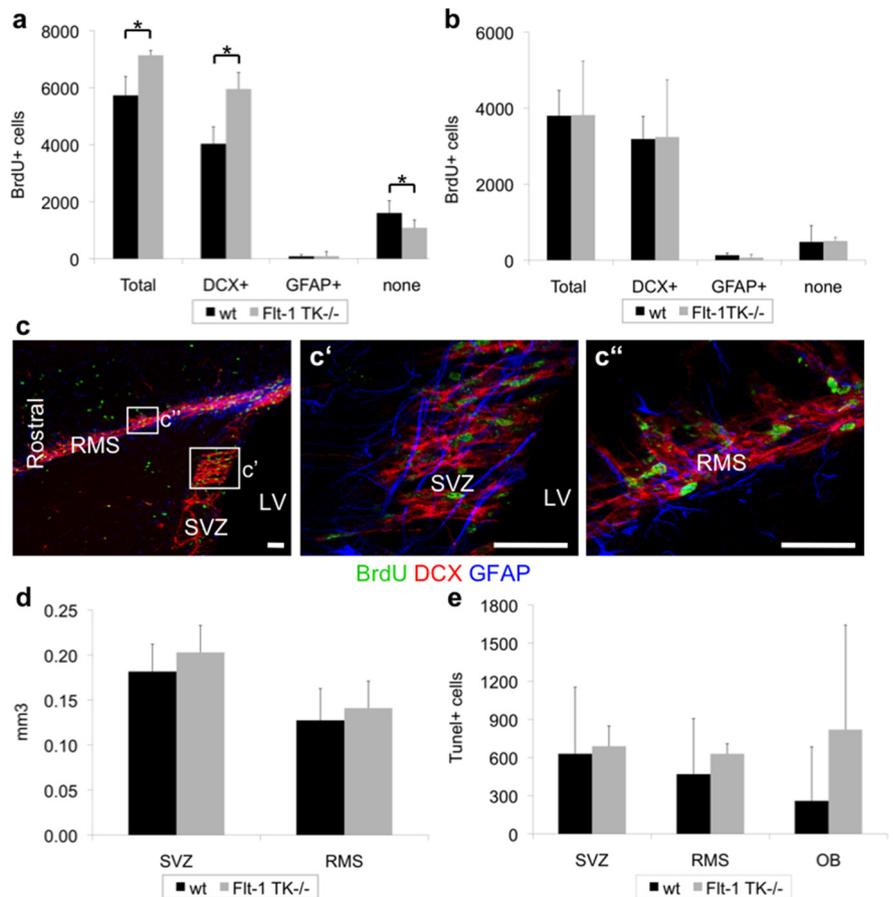 a
8000
6000
4000
2000
0
BrdU+ cells
*
*
*
Total DCX+ GFAP+ none
wt Flt-1 TK-/-
b
6000
4000
2000
0
BrdU+ cells
Total DCX+ GFAP+ none
wt Flt-1TK-/-
c
Rostral
RMS
c"
c'
LV
SVZ
c'
SVZ
LV
c"
RMS
BrdU DCX GFAP
d
0.25
0.20
0.15
0.10
0.05
0.00
mm3
SVZ RMS
wt Flt-1 TK-/-
e
1800
1500
1200
900
600
300
0
Tunel+ cells
SVZ RMS OB
wt Flt-1 TK-/-